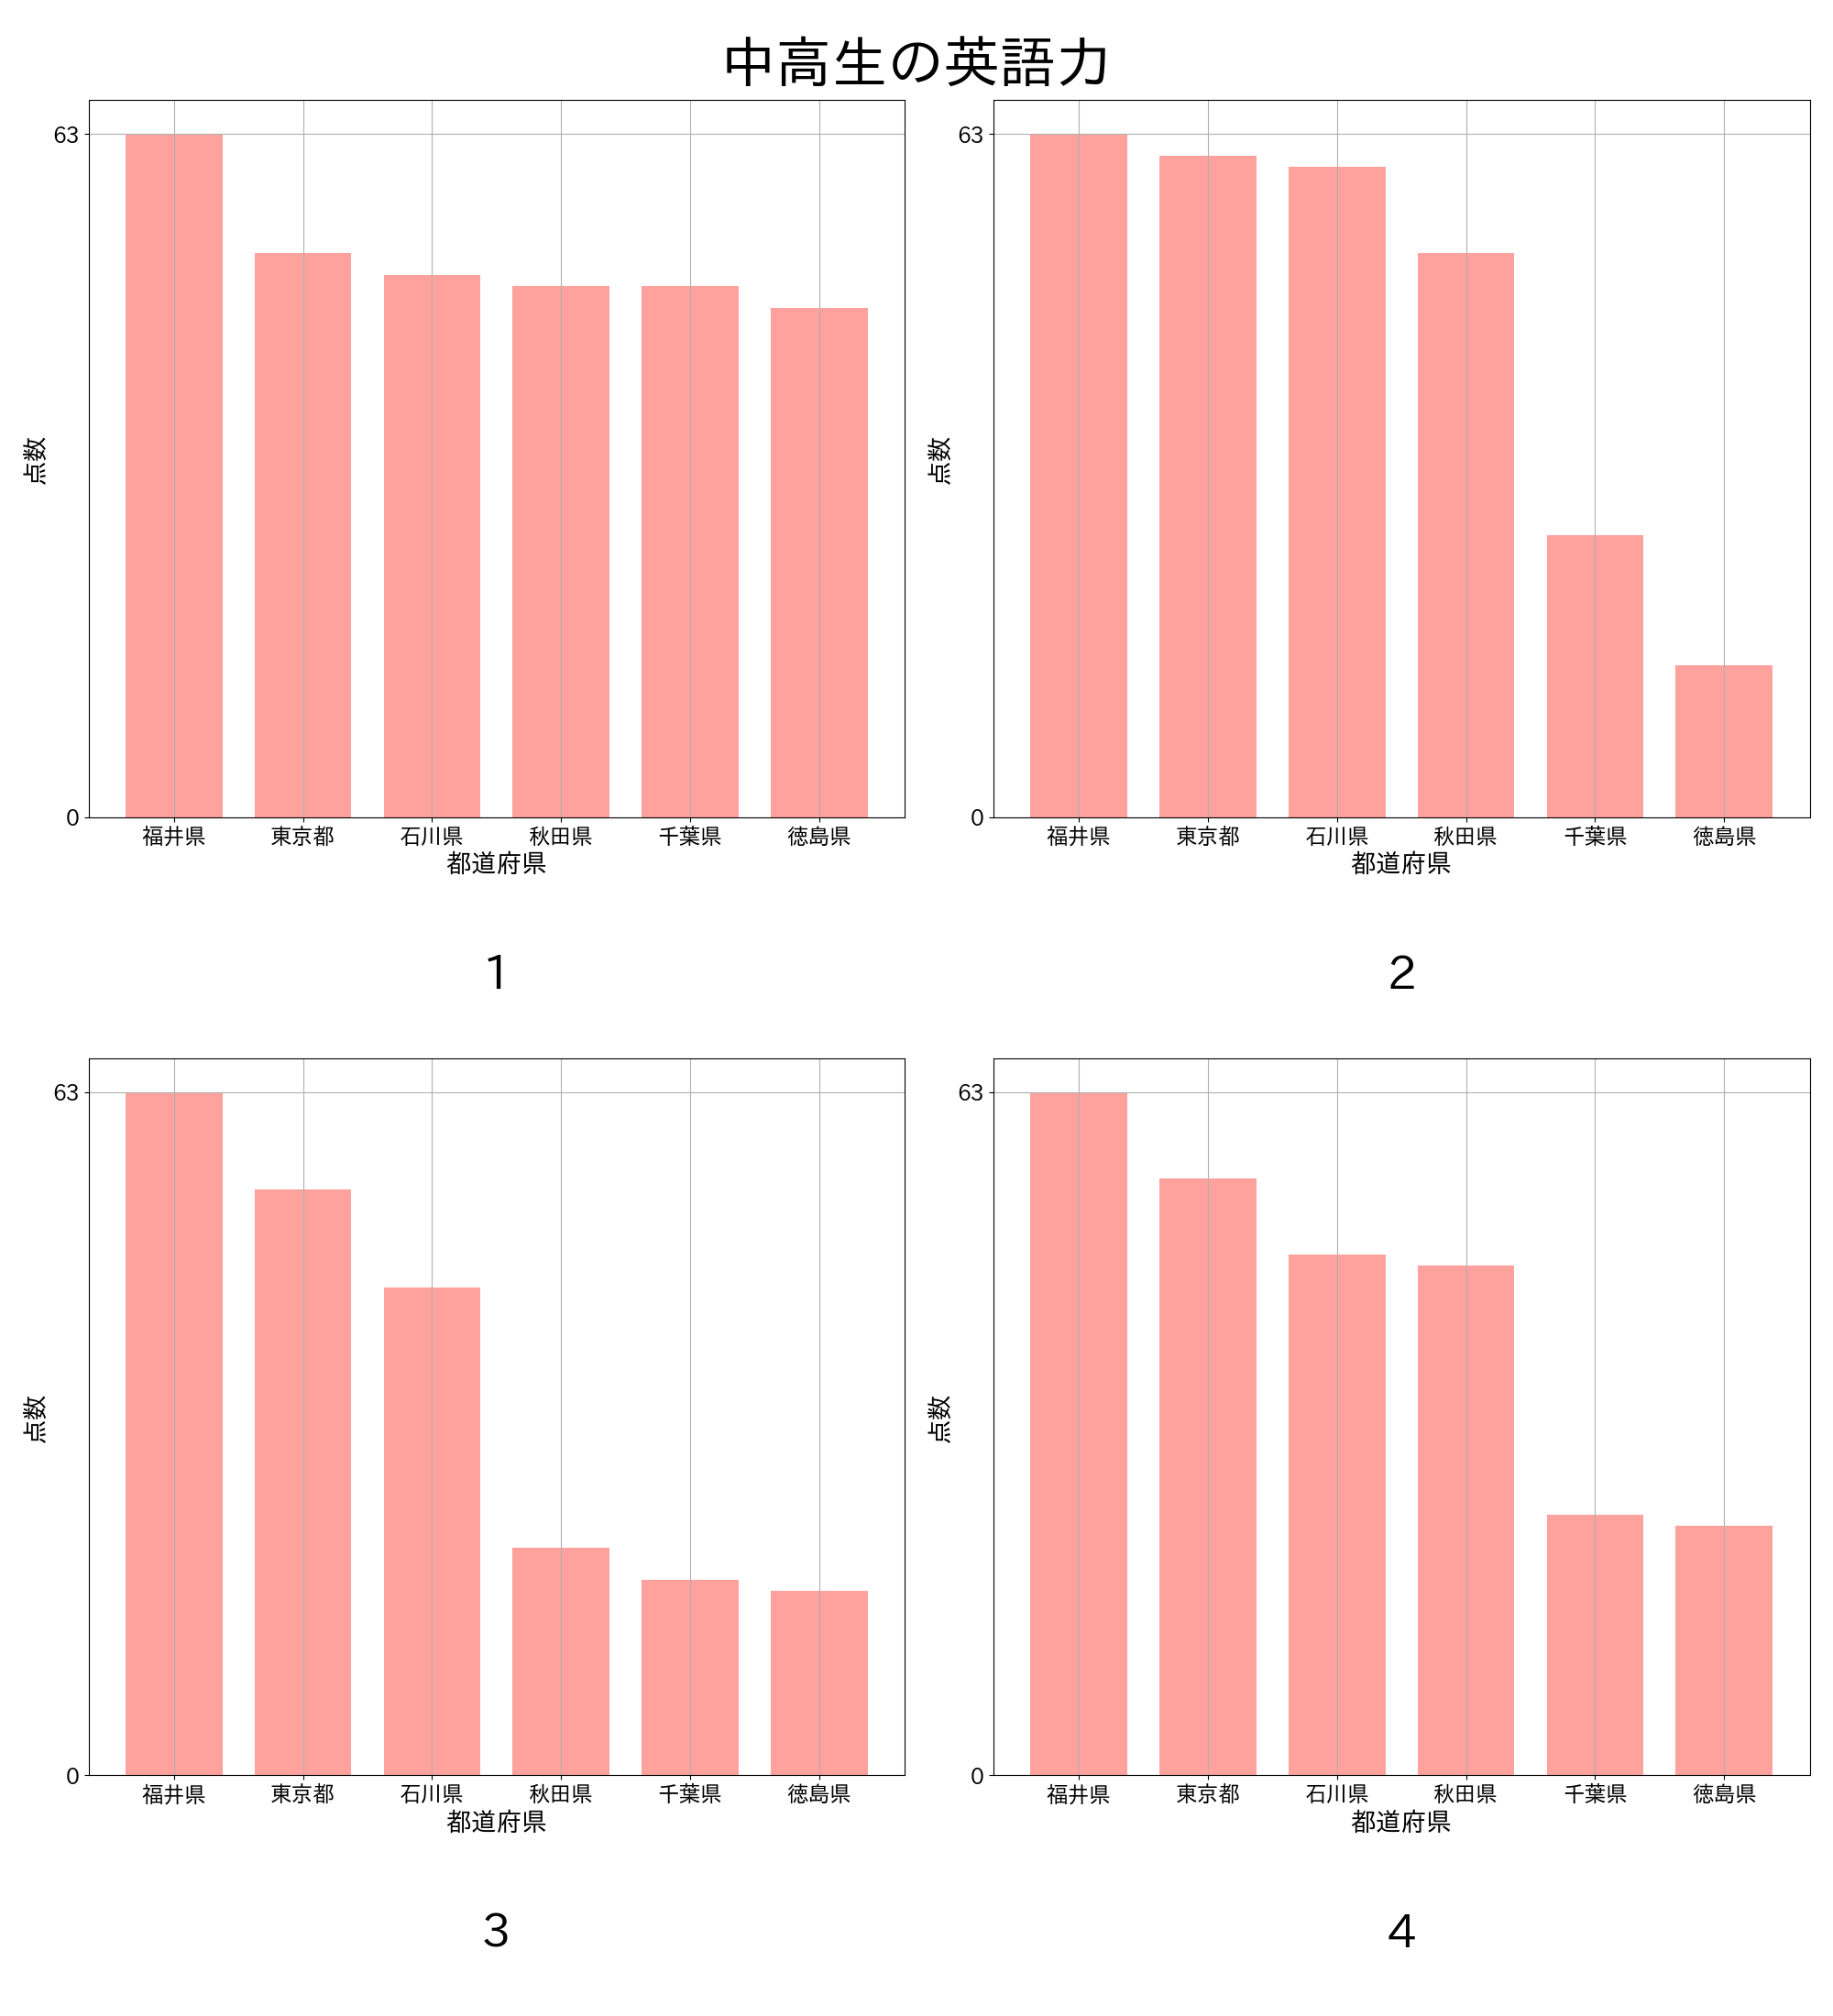 中高生の英語力
63
0
点数
福井県 東京都 石川県 秋田県 千葉県 徳島県
都道府県
1
63
0
点数
福井県 東京都 石川県 秋田県 千葉県 徳島県
都道府県
2
63
0
点数
福井県 東京都 石川県 秋田県 千葉県 徳島県
都道府県
3
63
0
点数
福井県 東京都 石川県 秋田県 千葉県 徳島県
都道府県
4